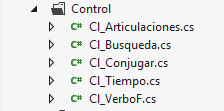 Control
C# Cl_Articulaciones.cs
C# Cl_Busqueda.cs
C# Cl_Conjugar.cs
C# Cl_Tiempo.cs
C# Cl_VerboF.cs